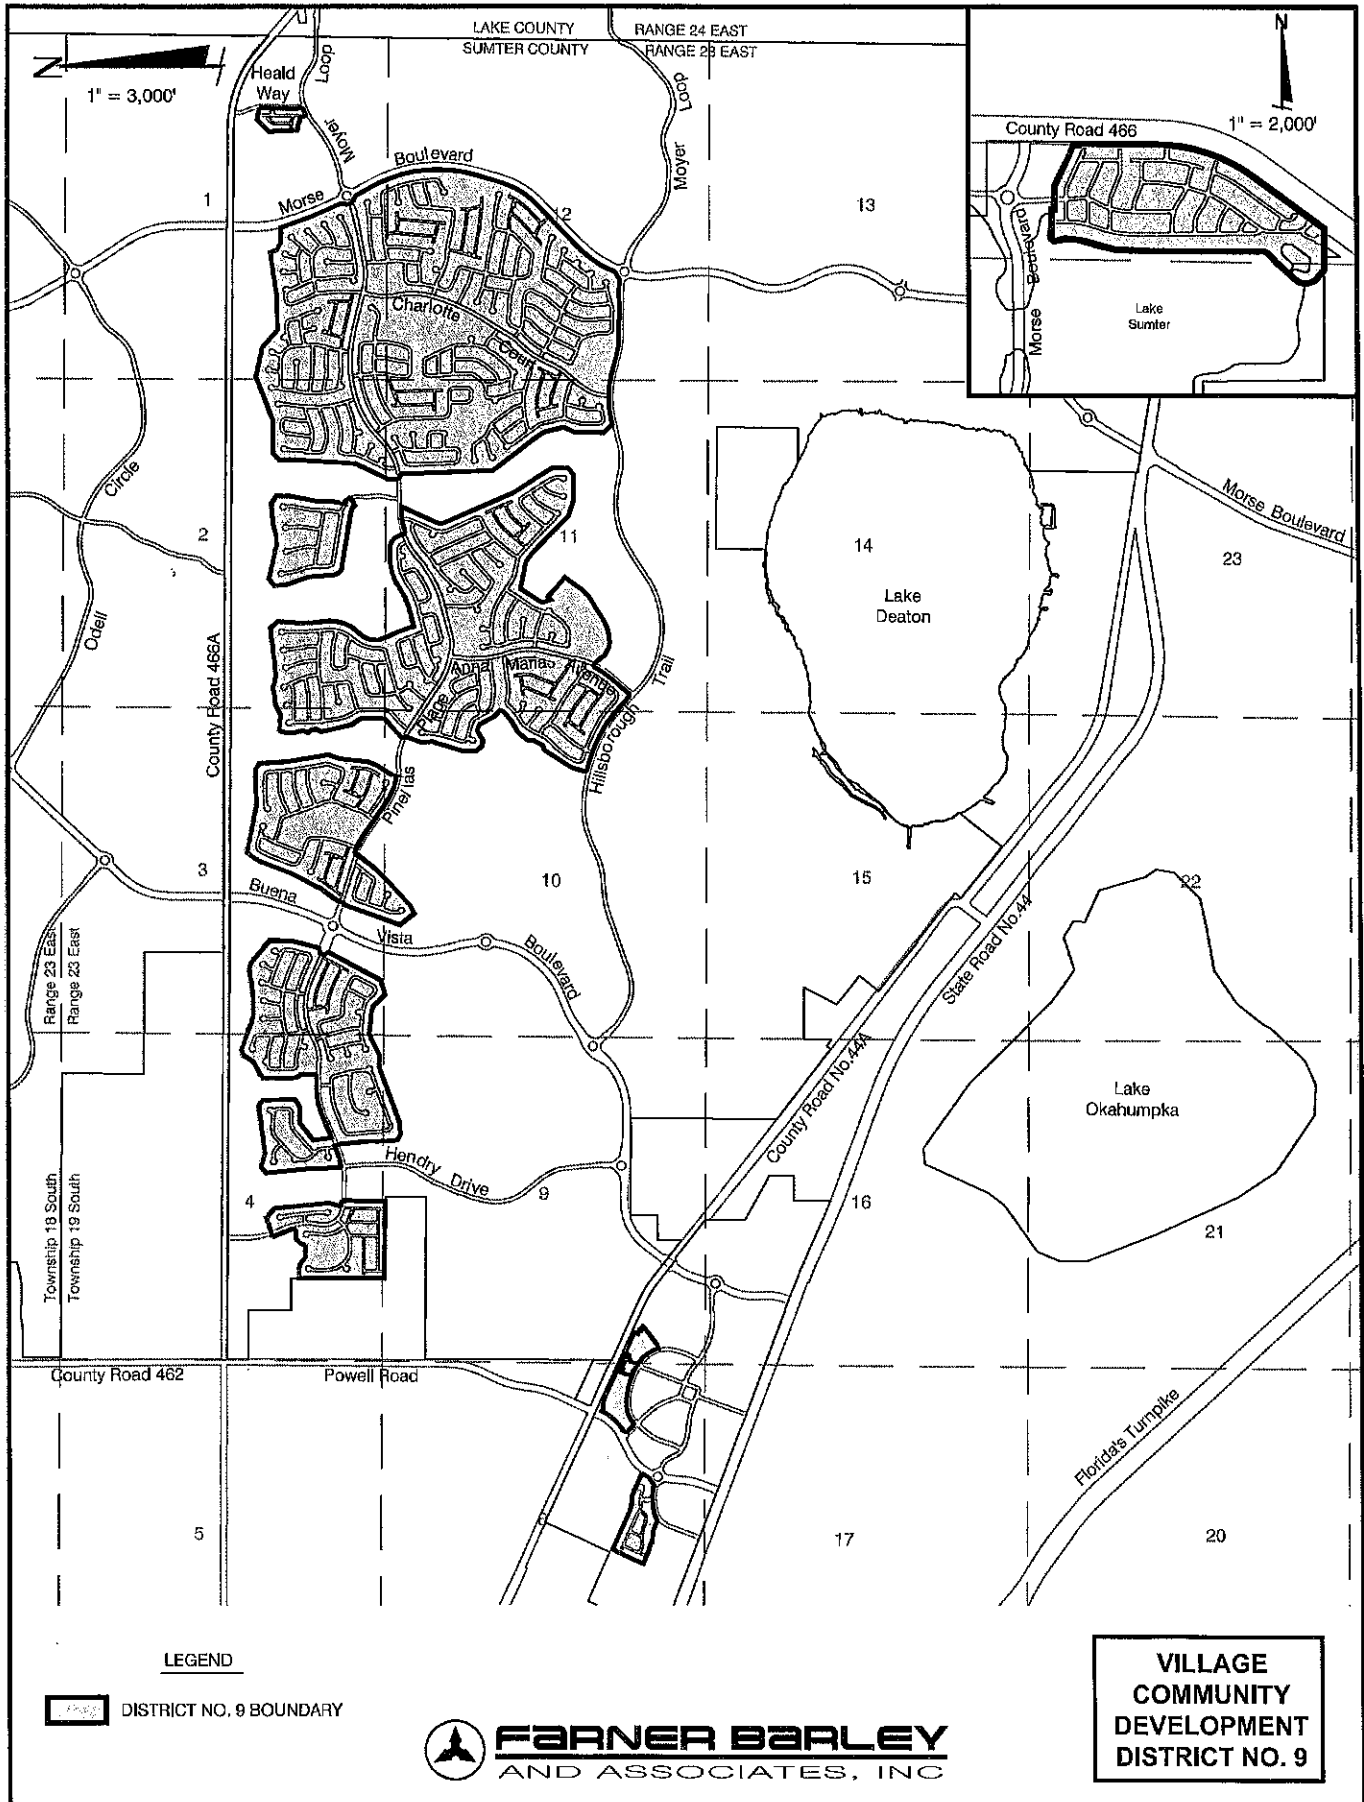 LAKE COUNTY
RANGE 24 EAST
SUMTER COUNTY
RANGE 23 EAST
N
1" = 3,000'
Heald
Way
Loop
Moyer
Boulevard
Morse
Loop
Moyer
N
1" = 2,000'
County Road 466
Boulevard
Morse
Lake
Sumter
1
12
13
Charlotte
Court
Circle
Odell
2
11
14
Lake
Deaton
Morse Boulevard
23
County Road 466A
Anna Marias Avenue
Place
Pinellas
Trail
Hillsborough
3
10
15
22
Buena
Vista
Boulevard
Range 23 East
Range 23 East
State Road No.44
County Road No.44A
Lake
Okahumpka
Hendry Drive
4
9
16
21
Township 18 South
Township 19 South
County Road 462
Powell Road
Florida's Turnpike
5
17
20
LEGEND
DISTRICT NO. 9 BOUNDARY
FARNER BARLEY
AND ASSOCIATES, INC
VILLAGE
COMMUNITY
DEVELOPMENT
DISTRICT NO. 9